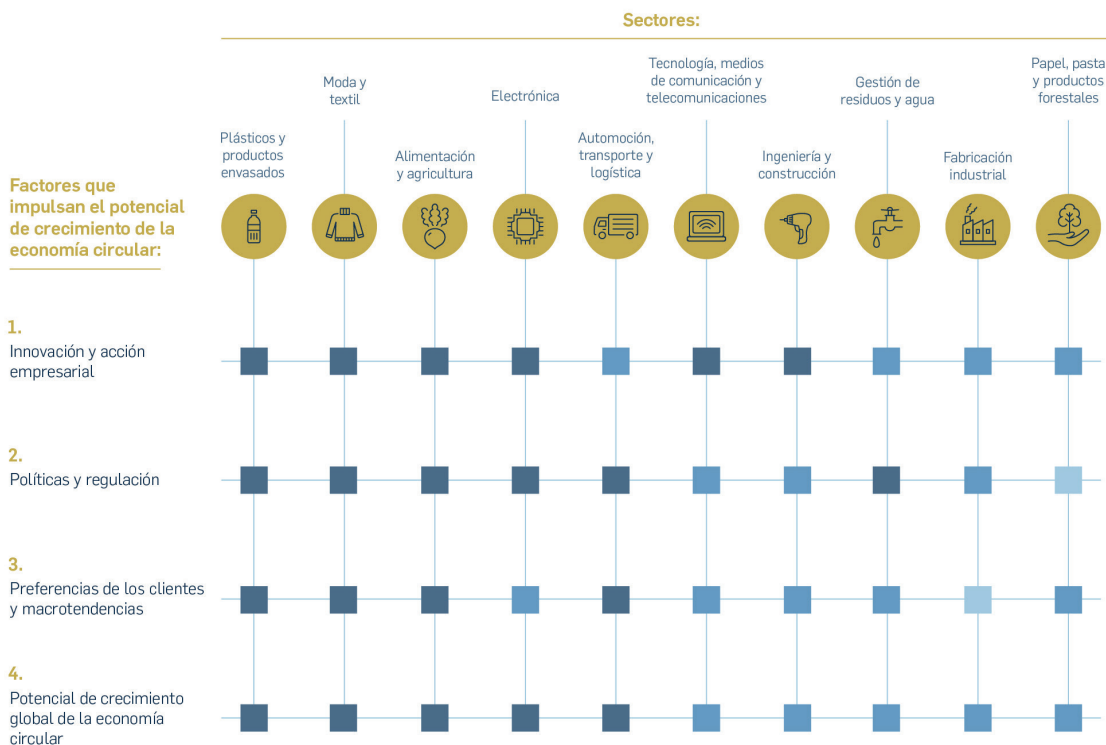 Sectores:
Tecnología, medios
de comunicación y
telecomunicaciones
Papel, pasta
y productos
forestales
Moda y
textil
Electrónica
Gestión de
residuos y agua
Plásticos y
productos
envasados
Alimentación
y agricultura
Automoción,
transporte y
logística
Ingeniería y
construcción
Fabricación
industrial
Factores que
impulsan el potencial
de crecimiento de la
economía circular:
1.
Innovación y acción
empresarial
2.
Políticas y regulación
3.
Preferencias de los clientes
y macrotendencias
4.
Potencial de crecimiento
global de la economía
circular